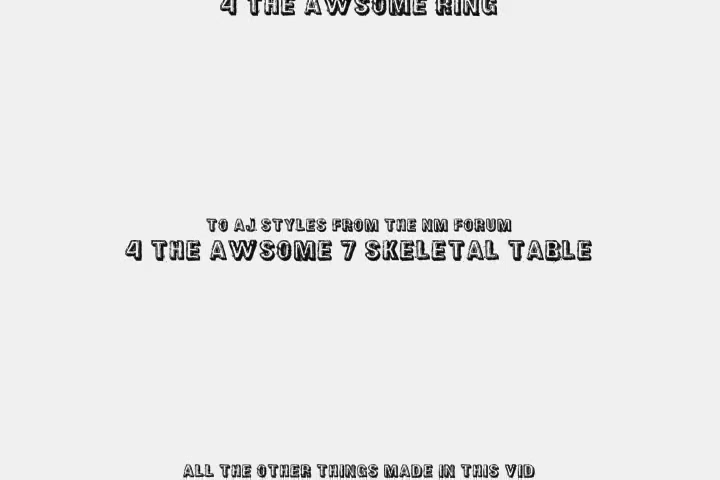 4 THE AWSOME RING
TO AJ STYLES FROM THE NM FORUM
4 THE AWSOME 7 SKELETAL TABLE
ALL THE OTHER THINGS MADE IN THIS VID